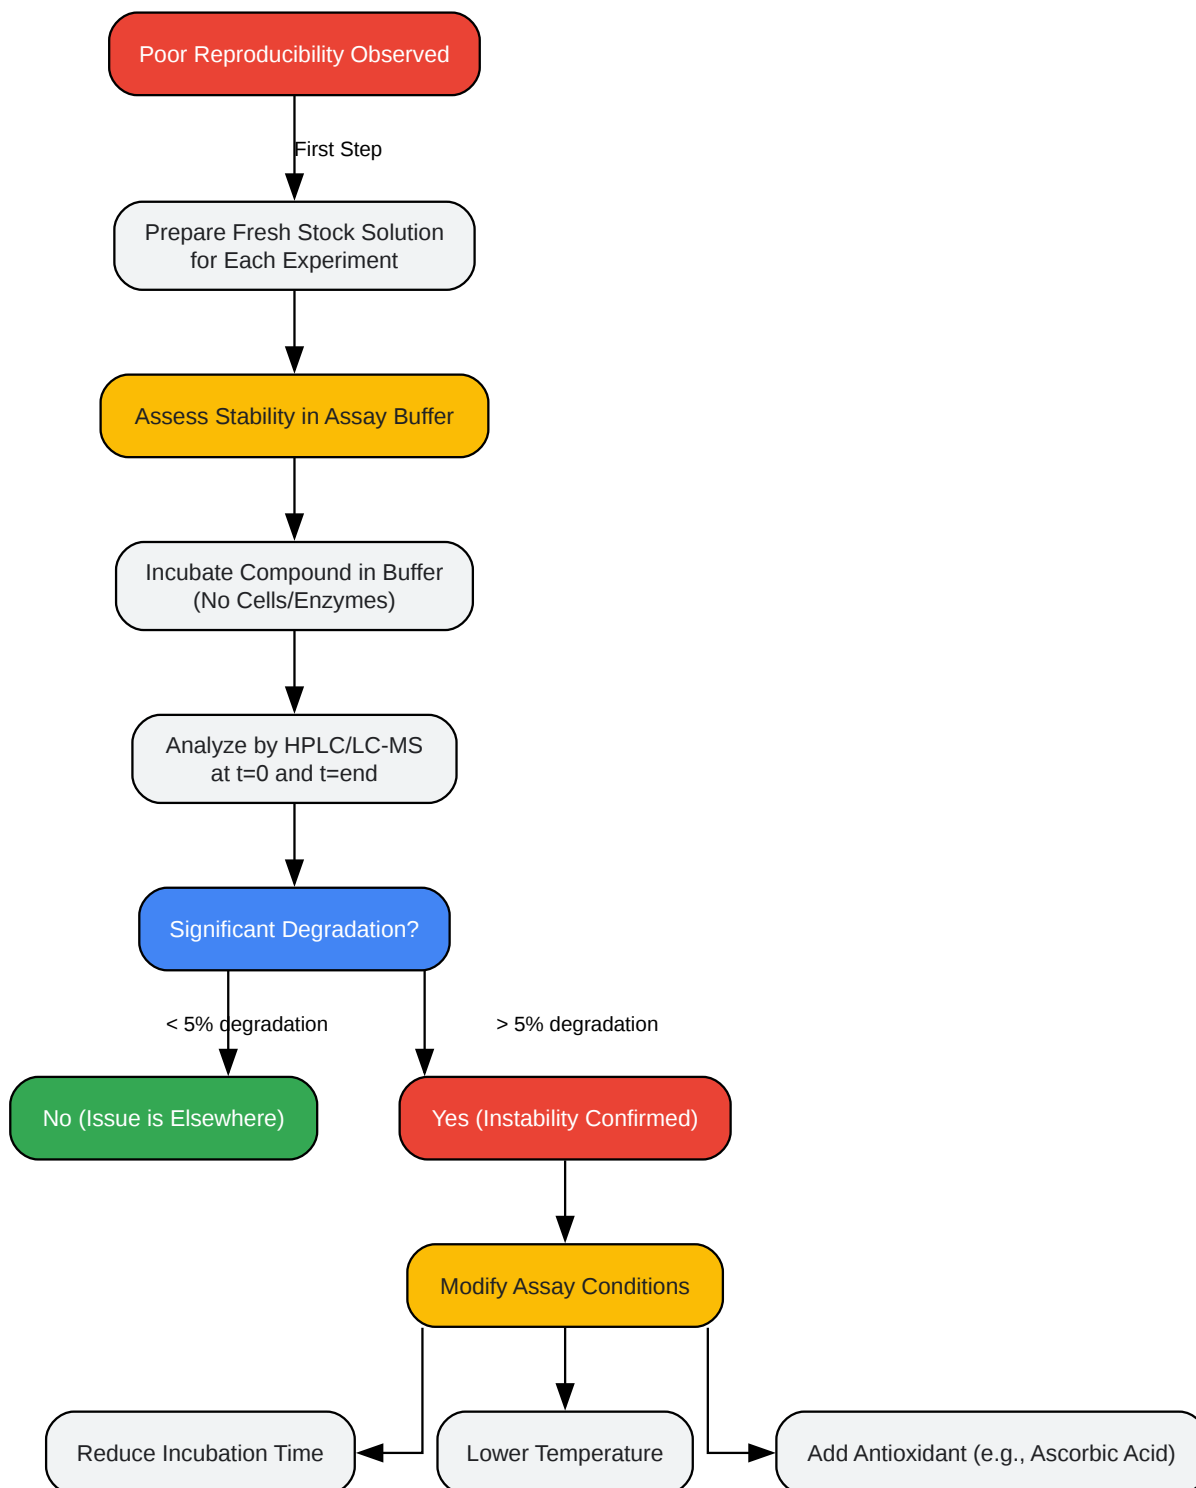 Poor Reproducibility Observed
First Step
Prepare Fresh Stock Solution
for Each Experiment
Assess Stability in Assay Buffer
Incubate Compound in Buffer
(No Cells/Enzymes)
Analyze by HPLC/LC-MS
at t=0 and t=end
Significant Degradation?
< 5% degradation
> 5% degradation
No (Issue is Elsewhere)
Yes (Instability Confirmed)
Modify Assay Conditions
Reduce Incubation Time
Lower Temperature
Add Antioxidant (e.g., Ascorbic Acid)